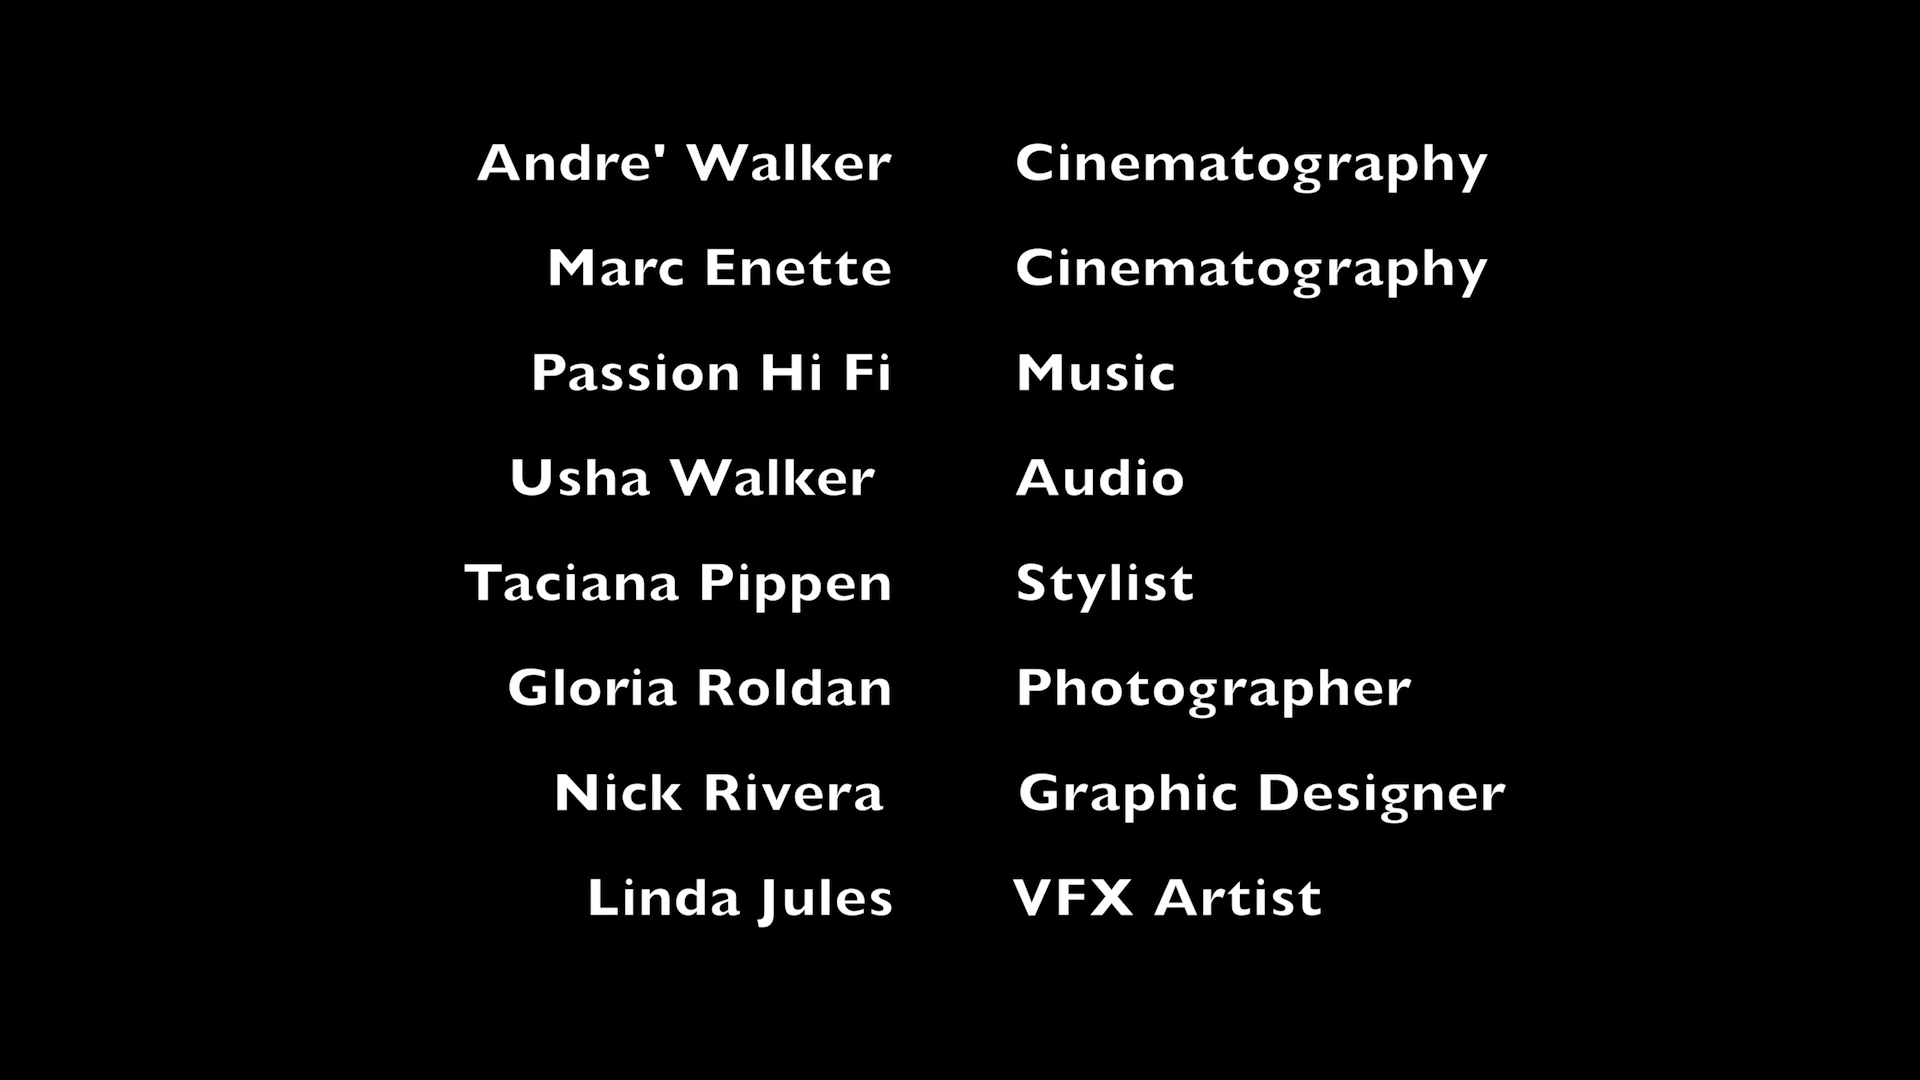 Andre' Walker Cinematography
Marc Enette Cinematography
Passion Hi Fi Music
Usha Walker Audio
Taciana Pippen Stylist
Gloria Roldan Photographer
Nick Rivera Graphic Designer
Linda Jules VFX Artist